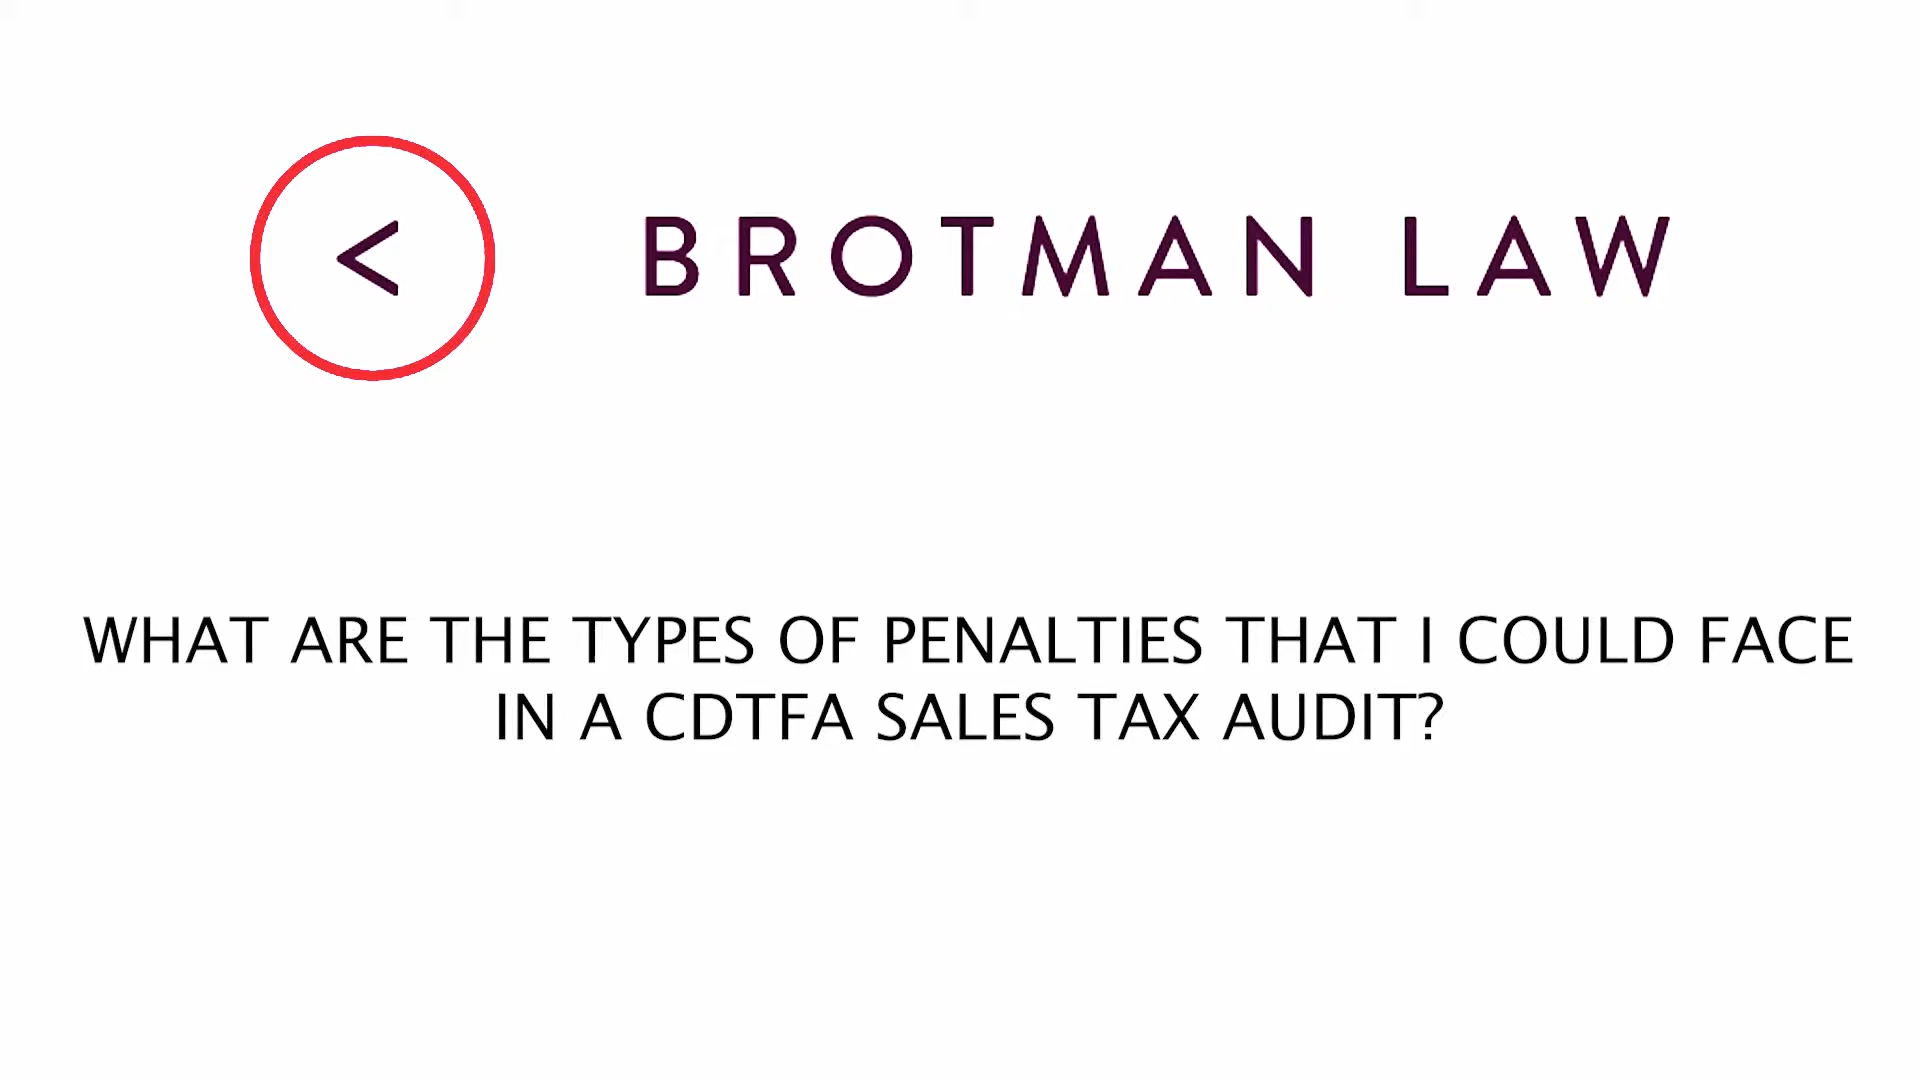 < BROTMAN LAW
WHAT ARE THE TYPES OF PENALTIES THAT I COULD FACE
IN A CDTFA SALES TAX AUDIT?